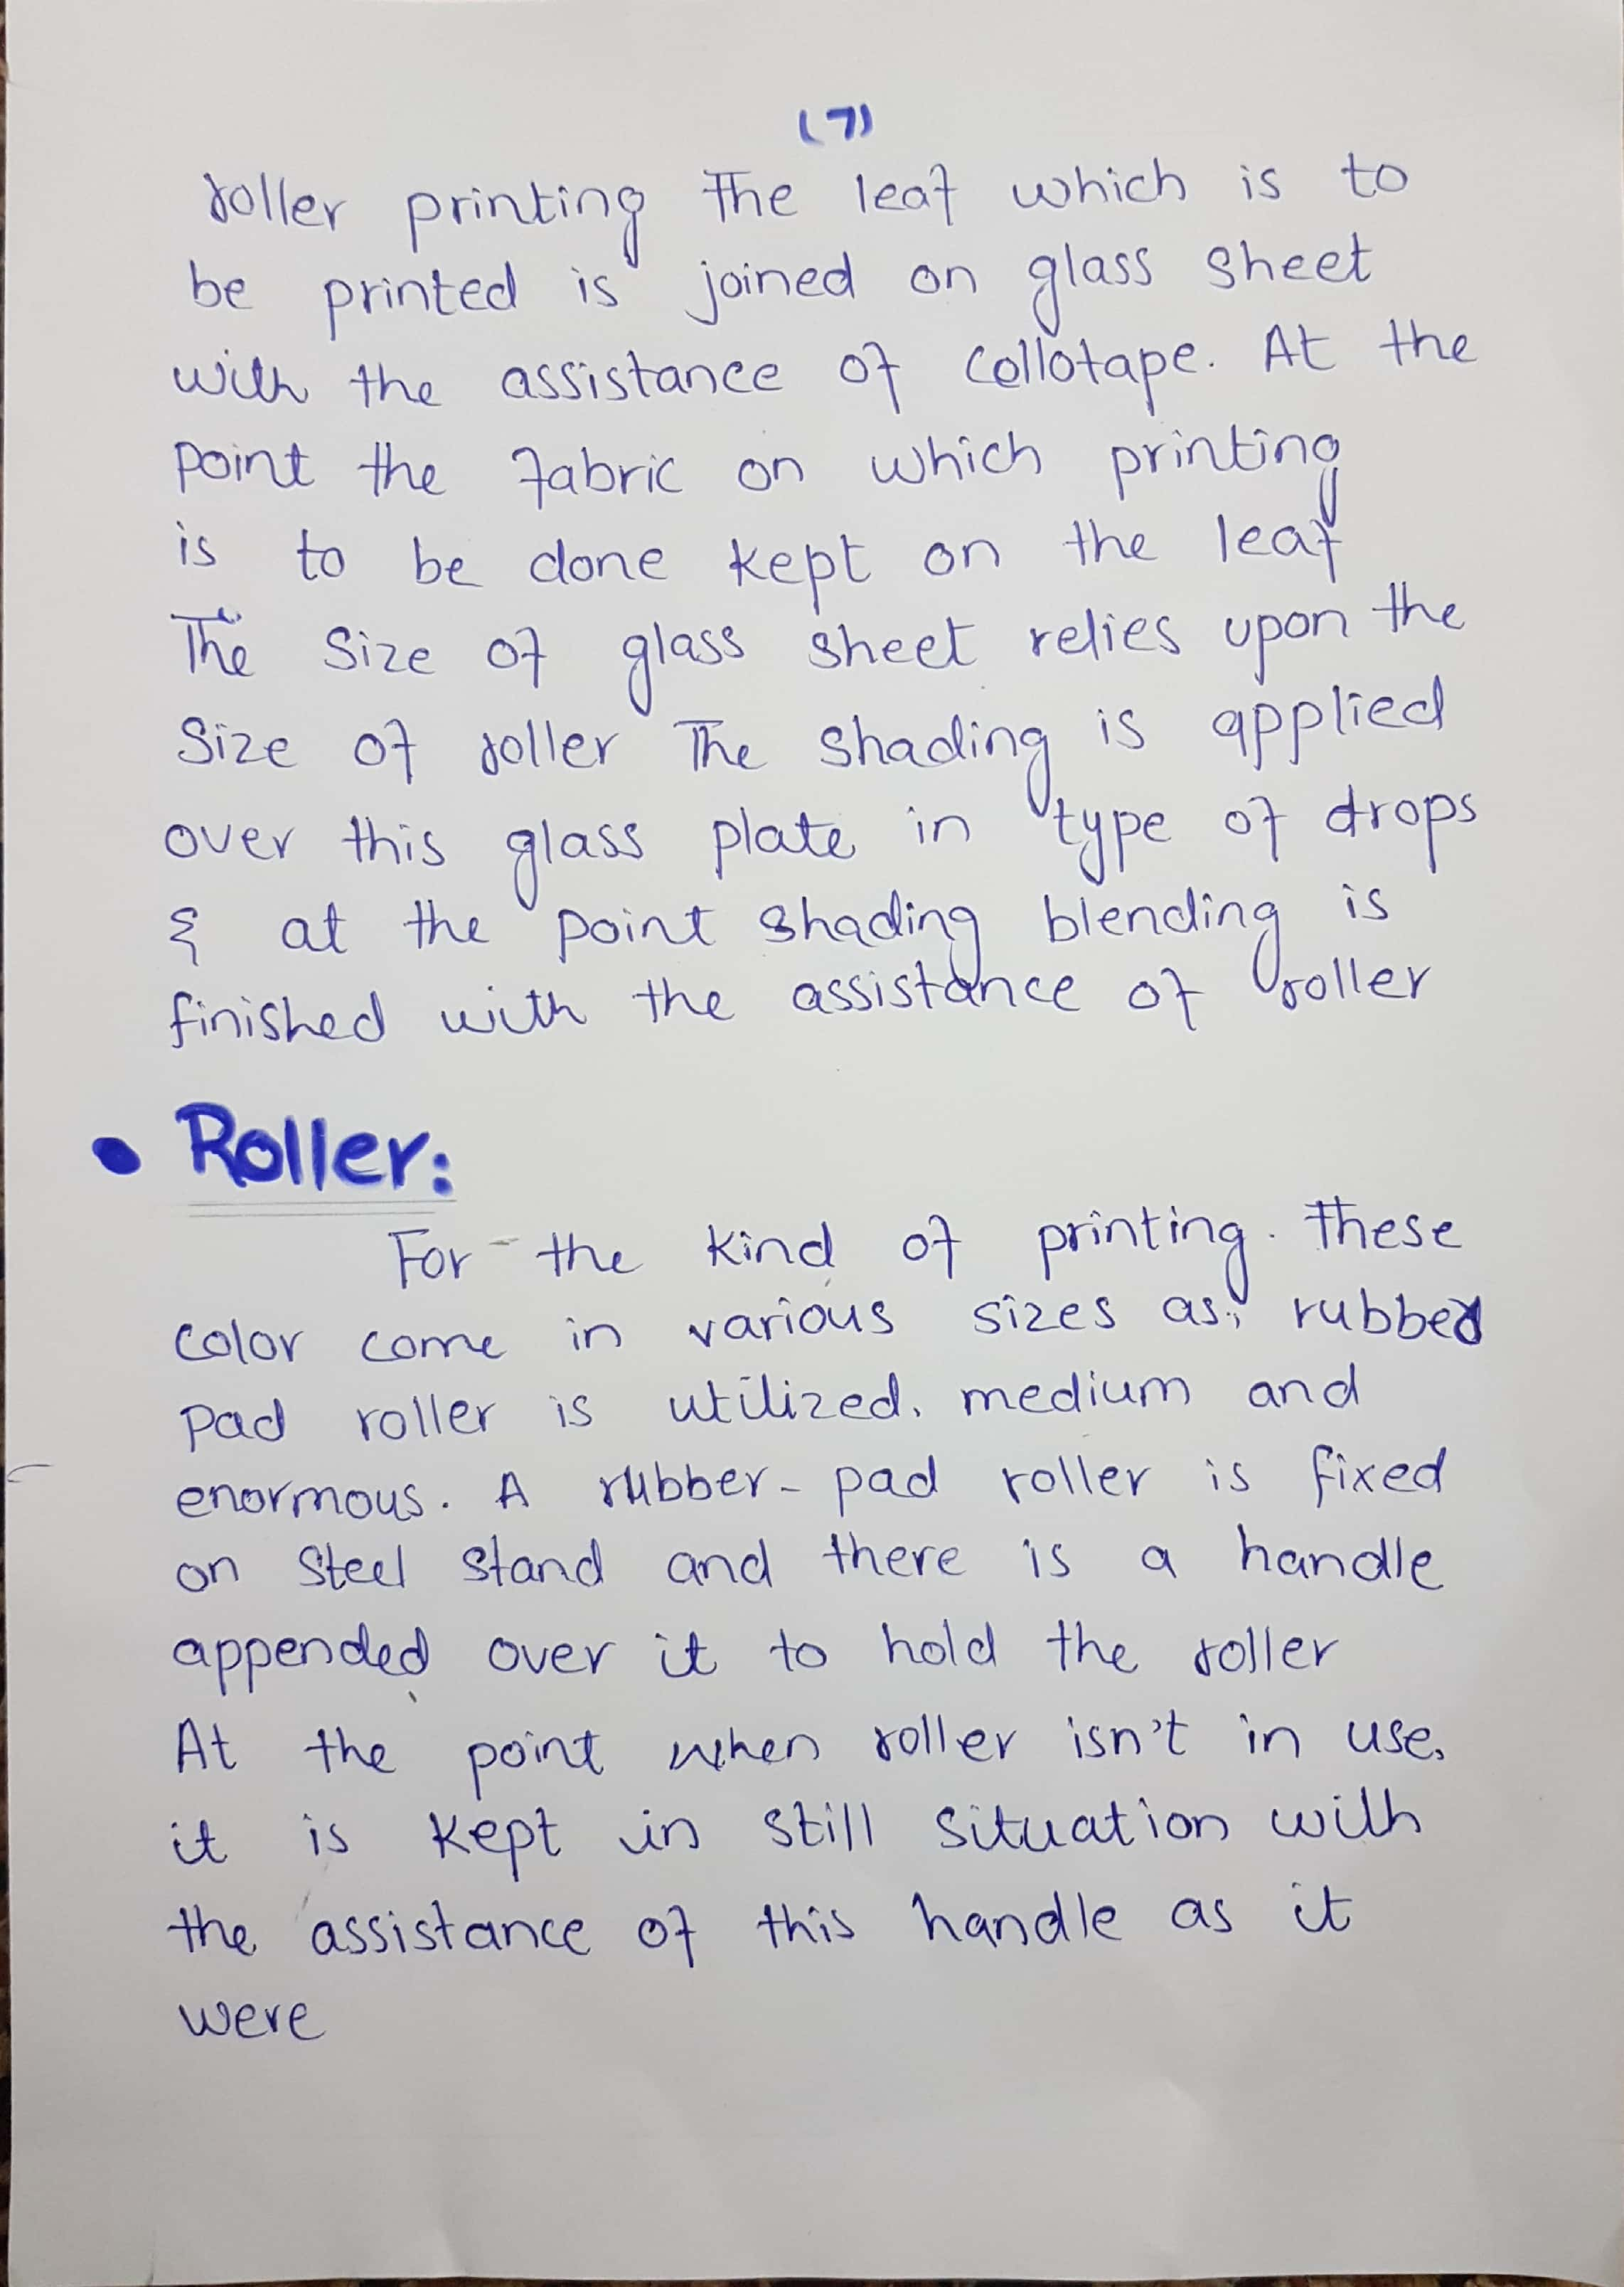 (7)
roller printing The leaf which is to
be printed is joined on glass sheet
with the assistance of collotape. At the
point the fabric on which printing
is to be done kept on the leaf
The size of glass sheet relies upon the
size of roller The shading is applied
over this glass plate in type of drops
& at the point shading blending is
finished with the assistance of roller
• Roller:
For the kind of printing. These
color come in various sizes as; rubber
pad roller is utilized. medium and
enormous. A rubber-pad roller is fixed
on steel stand and there is a handle
appended over it to hold the roller
At the point when roller isn't in use,
it is kept in still situation with
the assistance of this handle as it
were